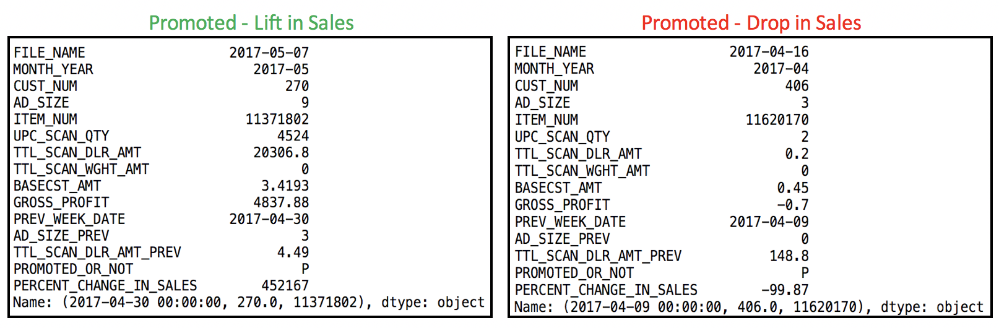 Promoted - Lift in Sales
FILE_NAME 2017-05-07
MONTH_YEAR 2017-05
CUST_NUM 270
AD_SIZE 9
ITEM_NUM 11371802
UPC_SCAN_QTY 4524
TTL_SCAN_DLR_AMT 20306.8
TTL_SCAN_WGHT_AMT 0
BASECST_AMT 3.4193
GROSS_PROFIT 4837.88
PREV_WEEK_DATE 2017-04-30
AD_SIZE_PREV 3
TTL_SCAN_DLR_AMT_PREV 4.49
PROMOTED_OR_NOT P
PERCENT_CHANGE_IN_SALES 452167
Name: (2017-04-30 00:00:00, 270.0, 11371802), dtype: object
Promoted - Drop in Sales
FILE_NAME 2017-04-16
MONTH_YEAR 2017-04
CUST_NUM 406
AD_SIZE 3
ITEM_NUM 11620170
UPC_SCAN_QTY 2
TTL_SCAN_DLR_AMT 0.2
TTL_SCAN_WGHT_AMT 0
BASECST_AMT 0.45
GROSS_PROFIT -0.7
PREV_WEEK_DATE 2017-04-09
AD_SIZE_PREV 0
TTL_SCAN_DLR_AMT_PREV 148.8
PROMOTED_OR_NOT P
PERCENT_CHANGE_IN_SALES -99.87
Name: (2017-04-09 00:00:00, 406.0, 11620170), dtype: object